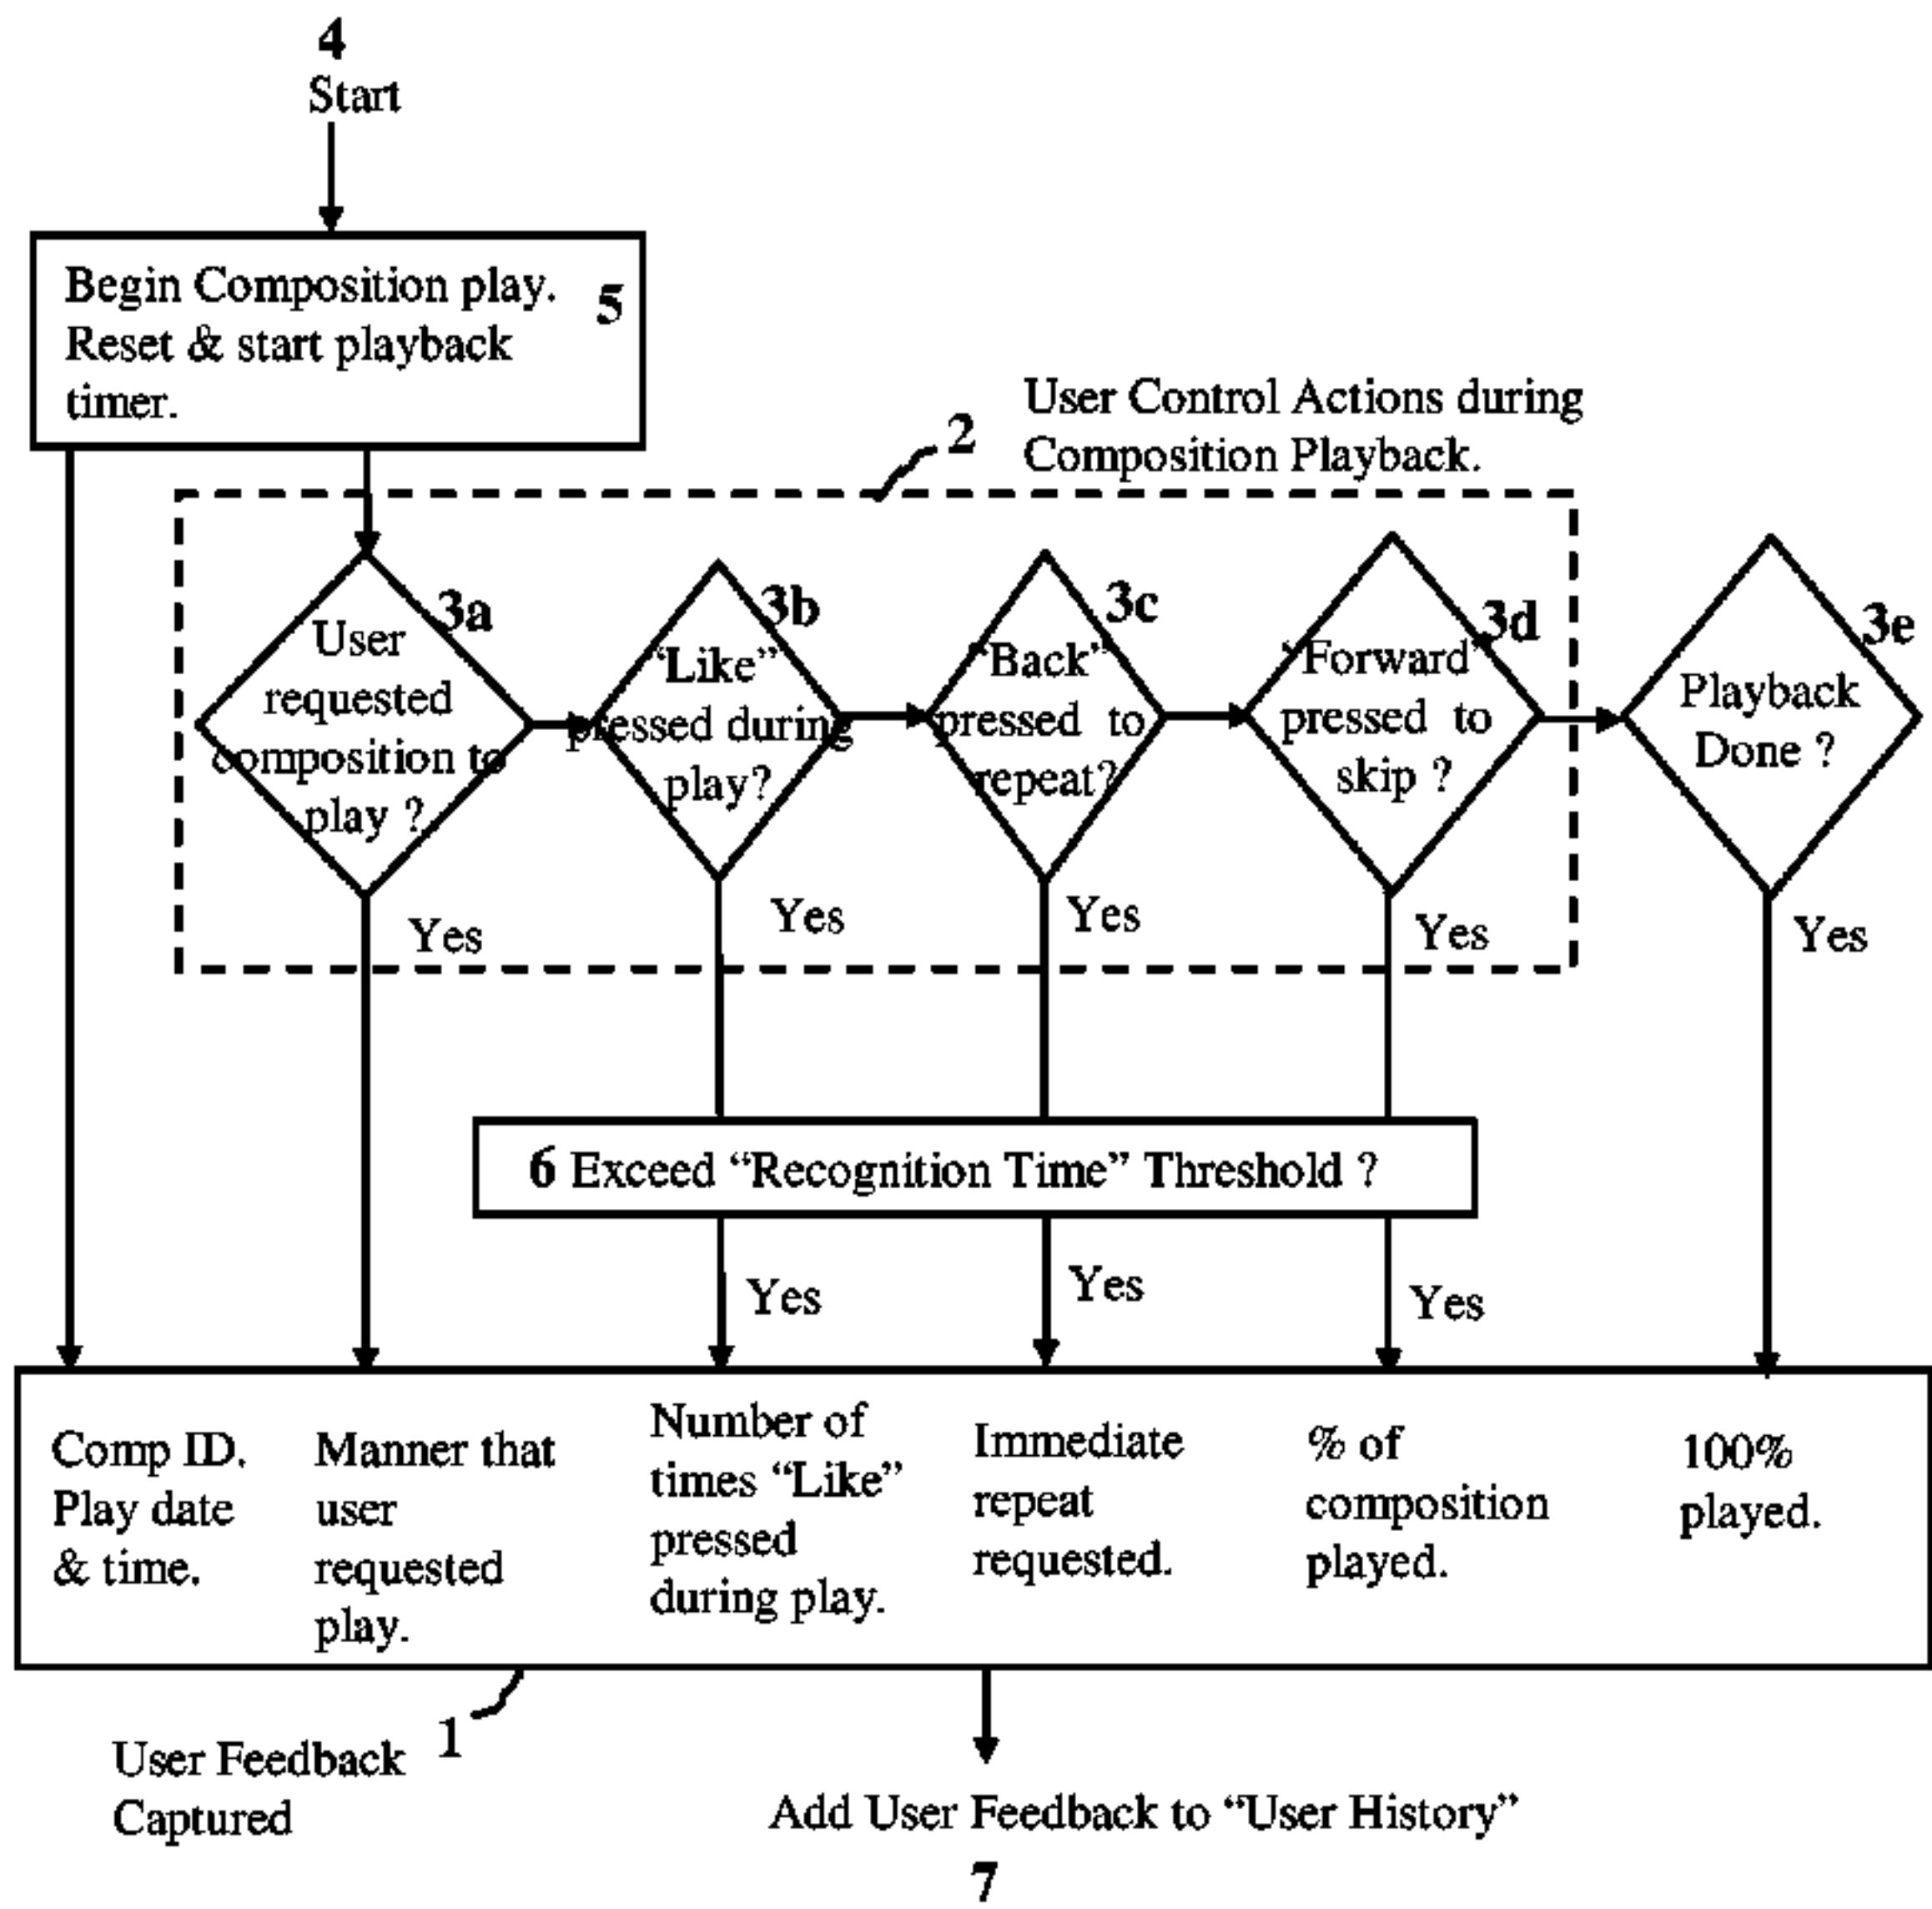 4
Start
Begin Composition play.
5
Reset & start playback
timer.
User Control Actions during
Composition Playback.
2
3a
User
requested
composition to
play ?
3b
"Like"
pressed during
play?
3c
"Back"
pressed to
repeat?
3d
"Forward"
pressed to
skip ?
3e
Playback
Done ?
Yes
Yes
Yes
Yes
Yes
6 Exceed “Recognition Time” Threshold ?
Yes
Yes
Yes
Comp ID.
Play date
& time.
Manner that
user
requested
play.
Number of
times “Like”
pressed
during play.
Immediate
repeat
requested.
% of
composition
played.
100%
played.
1
User Feedback
Captured
Add User Feedback to “User History”
7